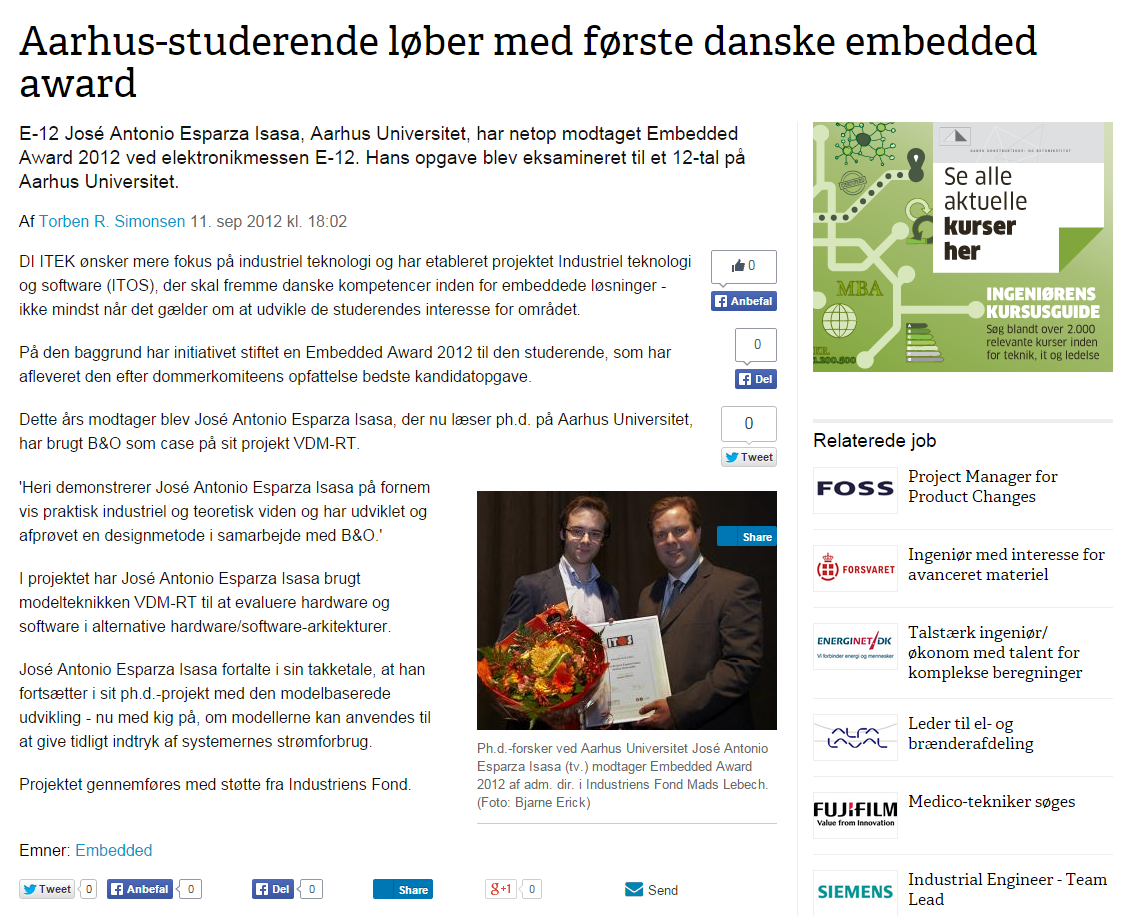 Aarhus-studerende løber med første danske embedded
award
E-12 José Antonio Esparza Isasa, Aarhus Universitet, har netop modtaget Embedded
Award 2012 ved elektronikmessen E-12. Hans opgave blev eksamineret til et 12-tal på
Aarhus Universitet.
Af Torben R. Simonsen 11. sep 2012 kl. 18:02
DI ITEK ønsker mere fokus på industriel teknologi og har etableret projektet Industriel teknologi
og software (ITOS), der skal fremme danske kompetencer inden for embeddede løsninger -
ikke mindst når det gælder om at udvikle de studerendes interesse for området.
På den baggrund har initiativet stiftet en Embedded Award 2012 til den studerende, som har
afleveret den efter dommerkomiteens opfattelse bedste kandidatopgave.
Dette års modtager blev José Antonio Esparza Isasa, der nu læser ph.d. på Aarhus Universitet,
har brugt B&O som case på sit projekt VDM-RT.
'Heri demonstrerer José Antonio Esparza Isasa på fornem
vis praktisk industriel og teoretisk viden og har udviklet og
afprøvet en designmetode i samarbejde med B&O.'
I projektet har José Antonio Esparza Isasa brugt
modelteknikken VDM-RT til at evaluere hardware og
software i alternative hardware/software-arkitekturer.
José Antonio Esparza Isasa fortalte i sin takketale, at han
fortsætter i sit ph.d.-projekt med den modelbaserede
udvikling - nu med kig på, om modellerne kan anvendes til
at give tidligt indtryk af systemernes strømforbrug.
Projektet gennemføres med støtte fra Industriens Fond.
0
Anbefal
0
Del
0
Tweet
Share
ITOS
Ph.d.-forsker ved Aarhus Universitet José Antonio
Esparza Isasa (tv.) modtager Embedded Award
2012 af adm. dir. i Industriens Fond Mads Lebech.
(Foto: Bjarne Erick)
Emner: Embedded
Tweet 0 Anbefal 0 Del 0 Share g+1 0 Send
Se alle
aktuelle
kurser
her
MBA
INGENIØRENS
KURSUSGUIDE
Søg blandt over 2.000
relevante kurser inden
for teknik, it og ledelse
KR.
1.200.500
Relaterede job
FOSS
Project Manager for
Product Changes
FORSVARET
Ingeniør med interesse for
avanceret materiel
ENERGINET/DK
Vi forbinder energi og mennesker
Talstærk ingeniør/
økonom med talent for
komplekse beregninger
ALFA
LAVAL
Leder til el- og
brænderafdeling
FUJIFILM
Value from Innovation
Medico-tekniker søges
SIEMENS
Industrial Engineer - Team
Lead